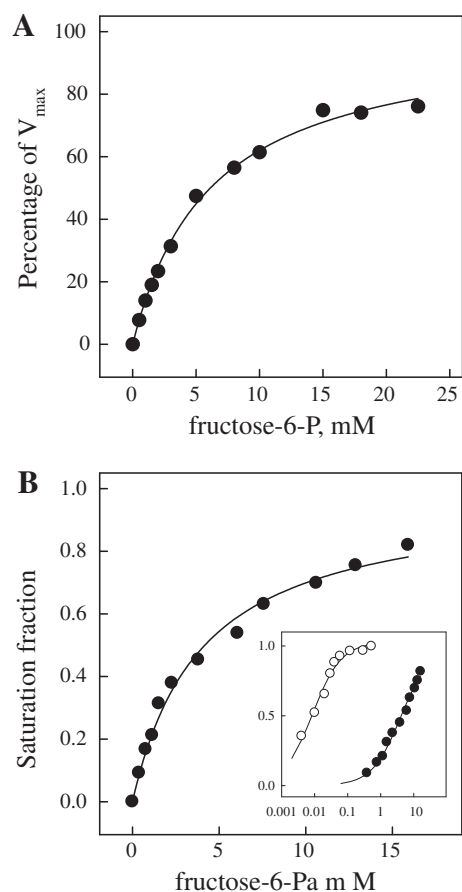 A
100
80
60
40
20
0
Percentage of Vmax
0 5 10 15 20 25
fructose-6-P, mM
B
1.0
0.8
0.6
0.4
0.2
0.0
Saturation fraction
1.0
0.5
0.0
0.001 0.01 0.1 1 10
0 5 10 15
fructose-6-Pa m M